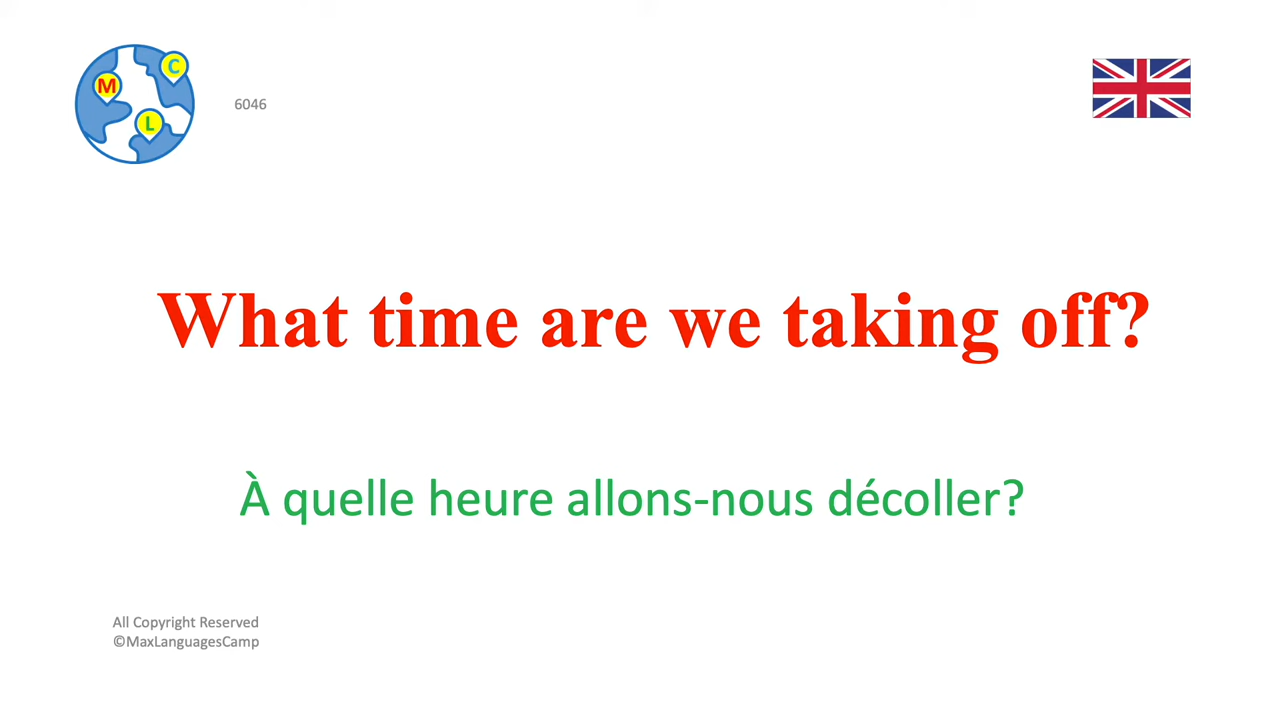 C
M
L
6046
What time are we taking off?
À quelle heure allons-nous décoller?
All Copyright Reserved
©MaxLanguagesCamp